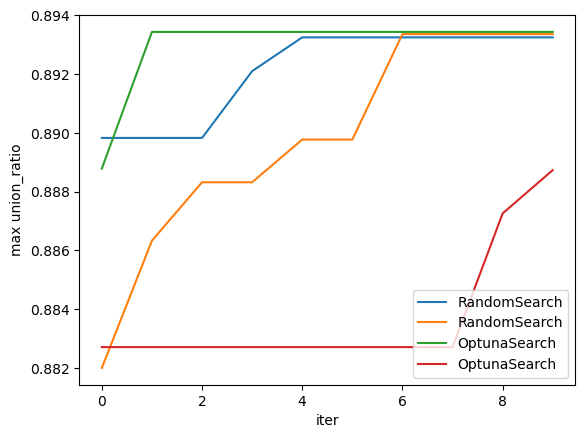 0.894
0.892
0.890
0.888
0.886
0.884
0.882
max union_ratio
RandomSearch
RandomSearch
OptunaSearch
OptunaSearch
0 2 4 6 8
iter